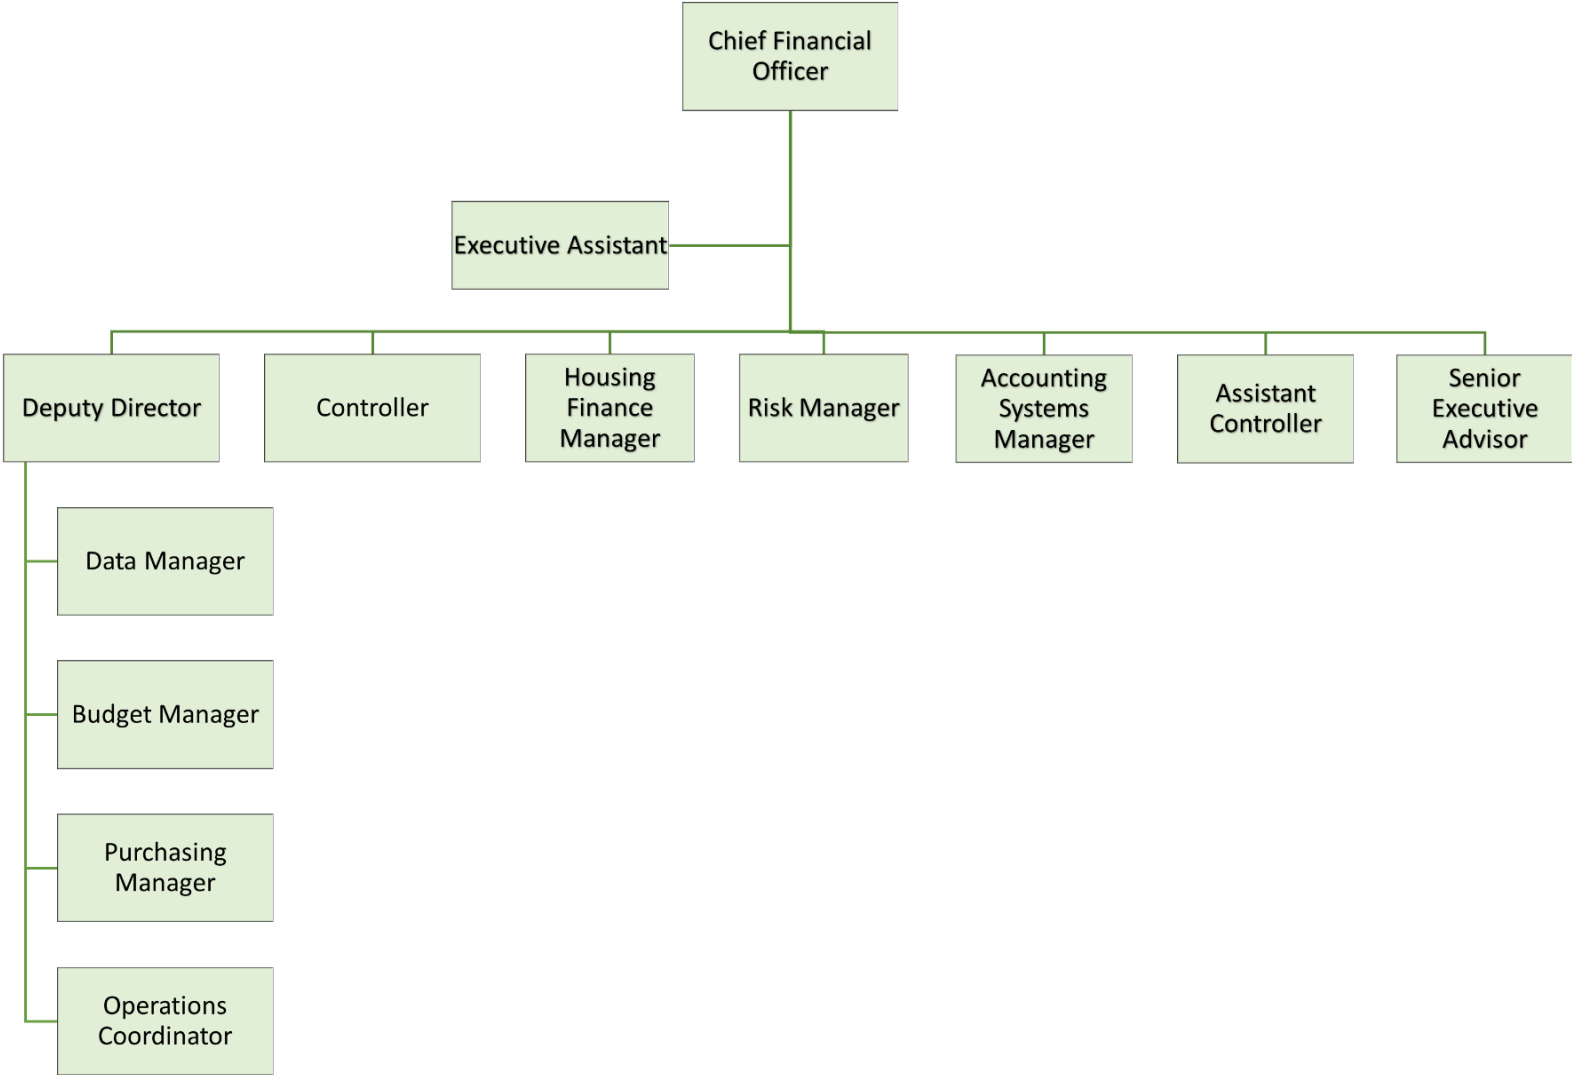 Chief Financial
Officer
Executive Assistant
Deputy Director
Controller
Housing
Finance
Manager
Risk Manager
Accounting
Systems
Manager
Assistant
Controller
Senior
Executive
Advisor
Data Manager
Budget Manager
Purchasing
Manager
Operations
Coordinator